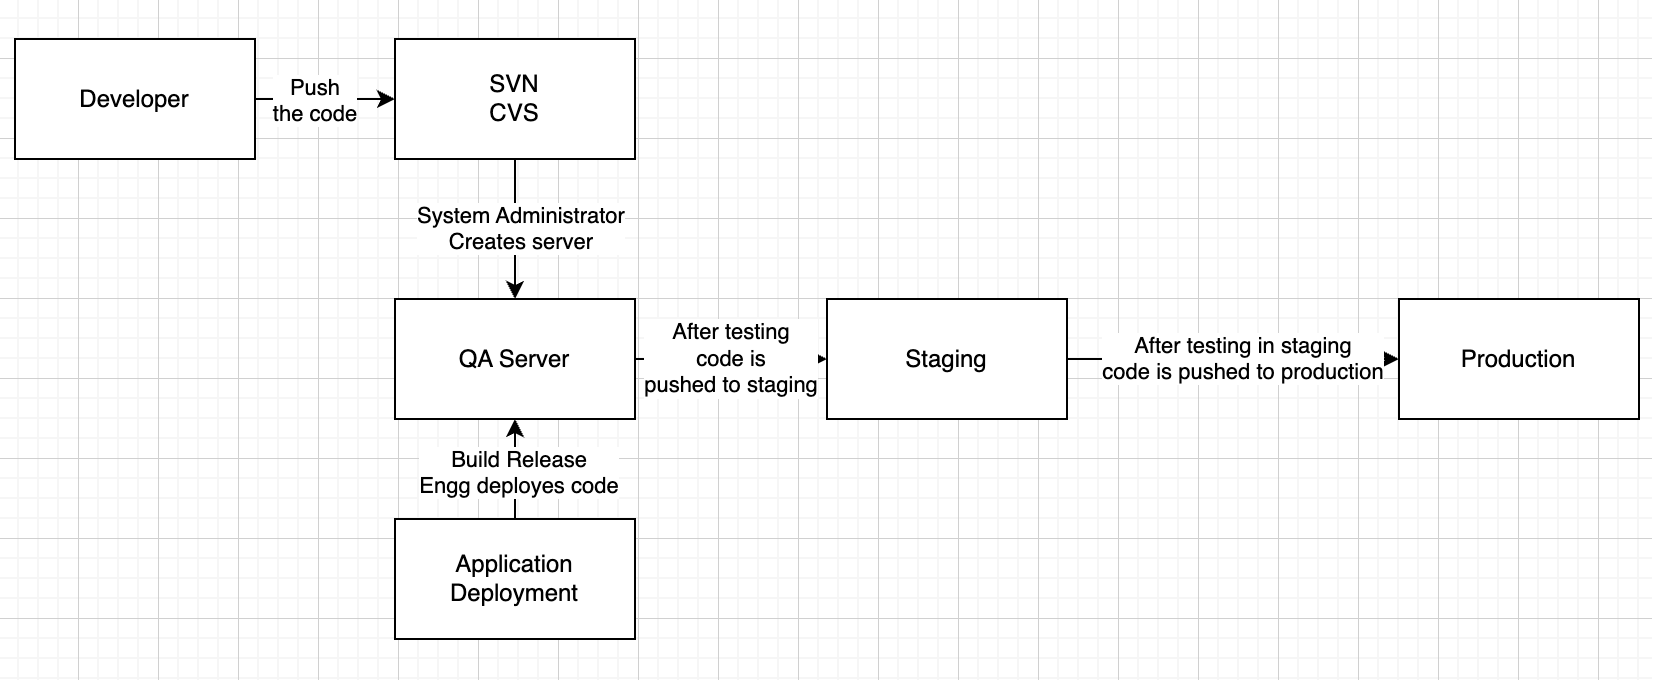 Developer
Push
the code
SVN
CVS
System Administrator
Creates server
QA Server
After testing
code is
pushed to staging
Staging
After testing in staging
code is pushed to production
Production
Build Release
Engg deployes code
Application
Deployment